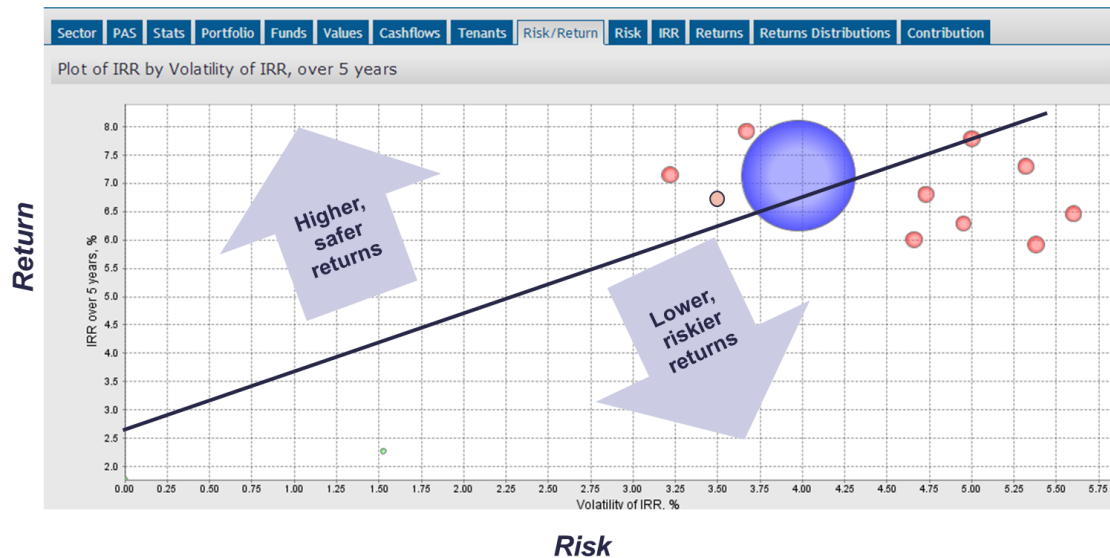 Sector PAS Stats Portfolio Funds Values Cashflows Tenants Risk/Return Risk IRR Returns Returns Distributions Contribution
Plot of IRR by Volatility of IRR, over 5 years
Return
IRR over 5 years, %
8.0
7.5
7.0
6.5
6.0
5.5
5.0
4.5
4.0
3.5
3.0
2.5
2.0
Higher,
safer
returns
Lower,
riskier
returns
0.00 0.25 0.50 0.75 1.00 1.25 1.50 1.75 2.00 2.25 2.50 2.75 3.00 3.25 3.50 3.75 4.00 4.25 4.50 4.75 5.00 5.25 5.50 5.75
Volatility of IRR, %
Risk